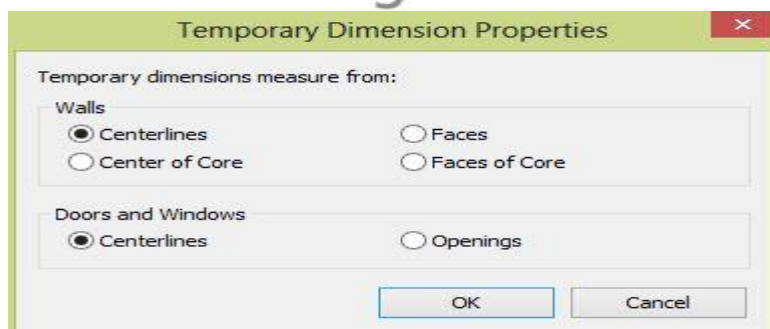 Temporary Dimension Properties
Temporary dimensions measure from:
Walls
Centerlines Faces
Center of Core Faces of Core
Doors and Windows
Centerlines Openings
OK Cancel